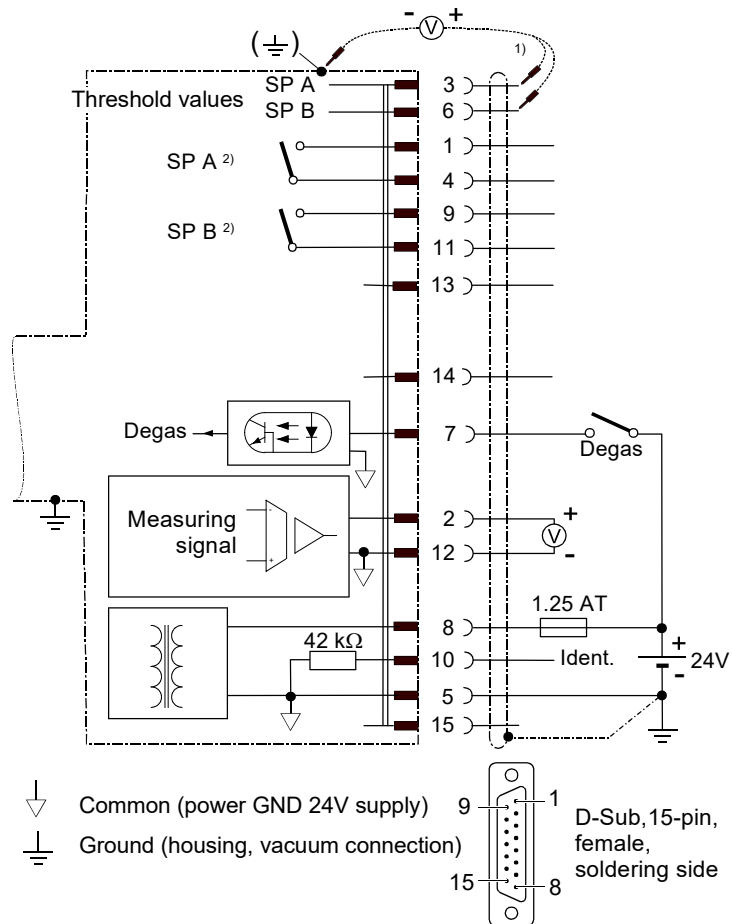 - V +
(⏚) 1)
SP A 3
Threshold values
SP B 6
1
SP A 2)
4
9
SP B 2)
11
13
14
Degas 7
Degas
2 +
Measuring
signal
V
12 -
1.25 AT
8
42 kΩ +
10 Ident. 24V
-
5
15
Common (power GND 24V supply)
Ground (housing, vacuum connection)
9 1
- +
15 8
D-Sub,15-pin,
female,
soldering side